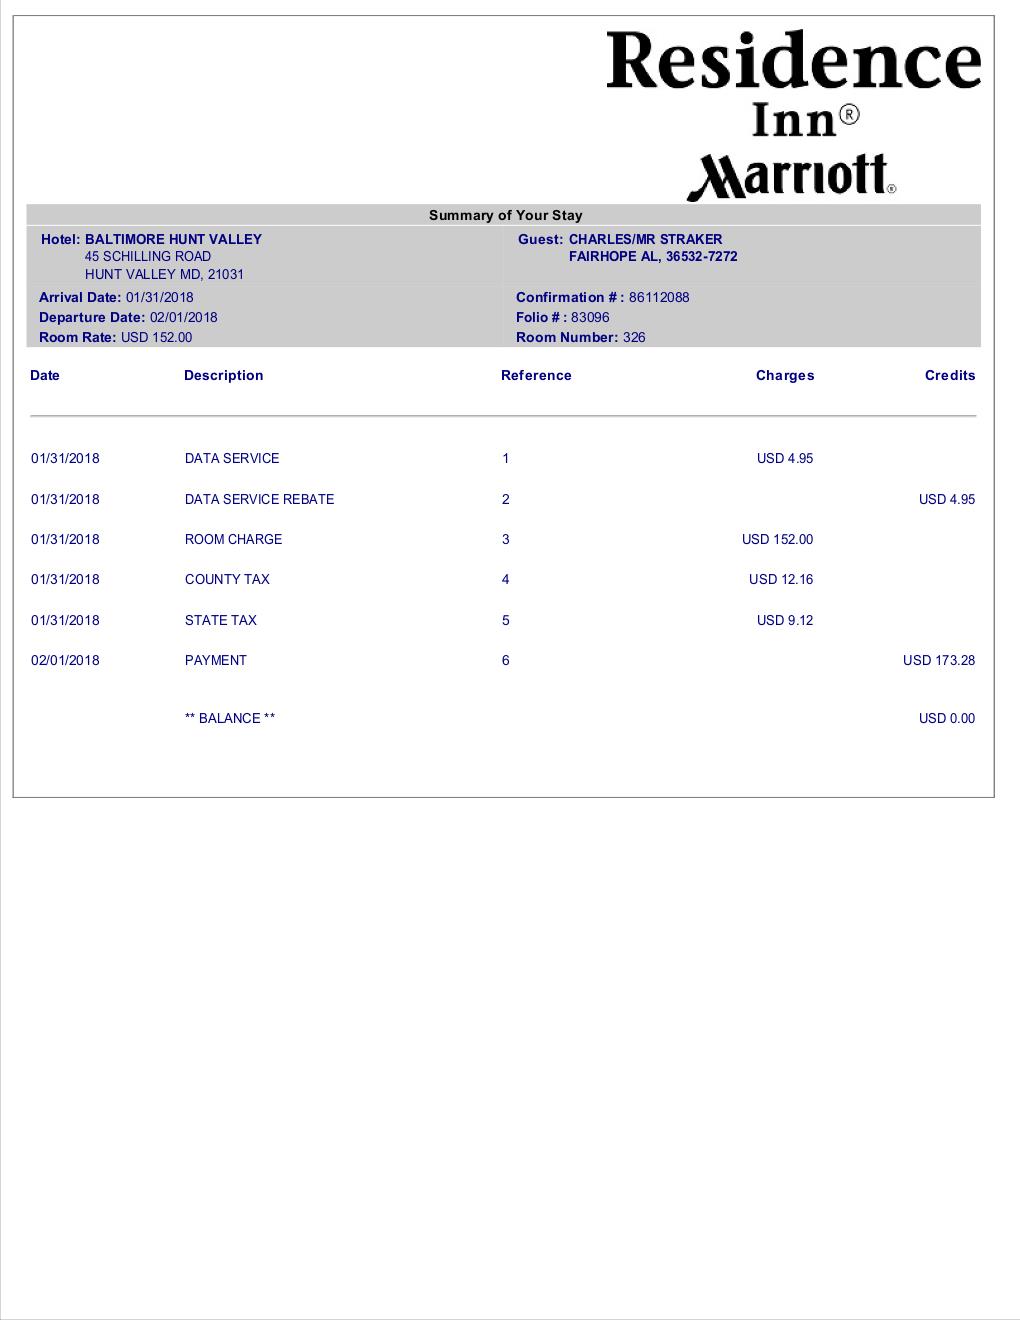 Residence
Inn®
Marriott®
Summary of Your Stay
Hotel: BALTIMORE HUNT VALLEY
45 SCHILLING ROAD
HUNT VALLEY MD, 21031
Guest: CHARLES/MR STRAKER
FAIRHOPE AL, 36532-7272
Arrival Date: 01/31/2018
Departure Date: 02/01/2018
Room Rate: USD 152.00
Confirmation # : 86112088
Folio # : 83096
Room Number: 326
Date Description Reference Charges Credits
01/31/2018 DATA SERVICE 1 USD 4.95
01/31/2018 DATA SERVICE REBATE 2 USD 4.95
01/31/2018 ROOM CHARGE 3 USD 152.00
01/31/2018 COUNTY TAX 4 USD 12.16
01/31/2018 STATE TAX 5 USD 9.12
02/01/2018 PAYMENT 6 USD 173.28
** BALANCE ** USD 0.00